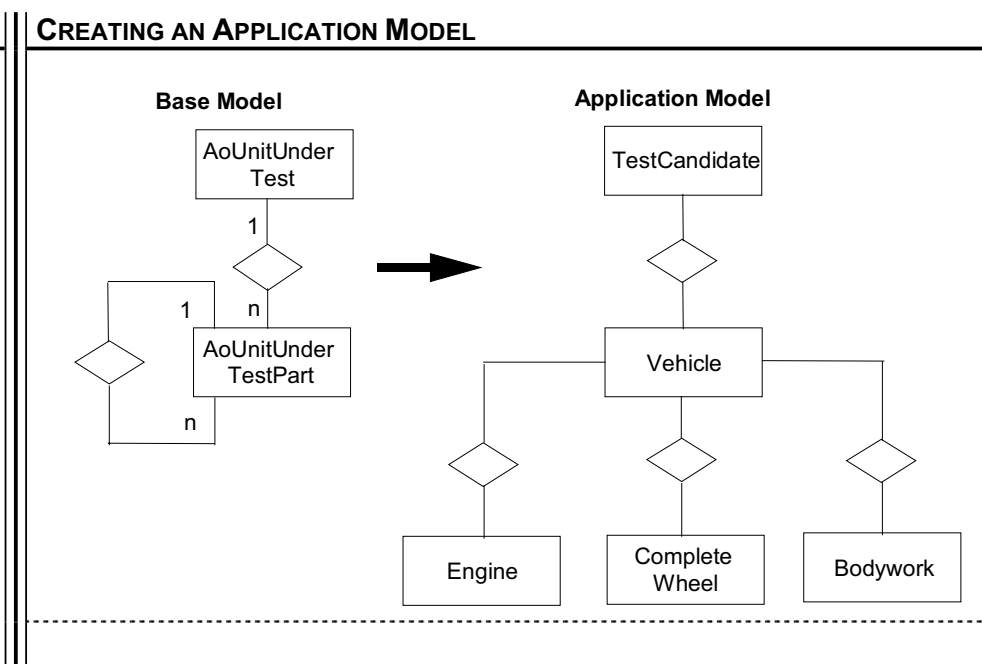 CREATING AN APPLICATION MODEL
Base Model
AoUnitUnder
Test
1
n
1
AoUnitUnder
TestPart
n
Application Model
TestCandidate
Vehicle
Engine
Complete
Wheel
Bodywork